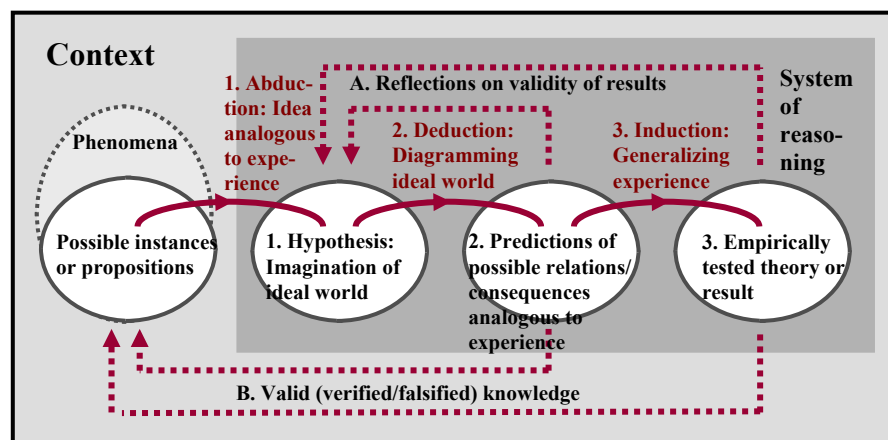 Context
Phenomena
Possible instances
or propositions
1. Abduc-
tion: Idea
analogous
to expe-
rience
A. Reflections on validity of results
System
of
reaso-
ning
2. Deduction:
Diagramming
ideal world
3. Induction:
Generalizing
experience
1. Hypothesis:
Imagination of
ideal world
2. Predictions of
possible relations/
consequences
analogous to
experience
3. Empirically
tested theory or
result
B. Valid (verified/falsified) knowledge